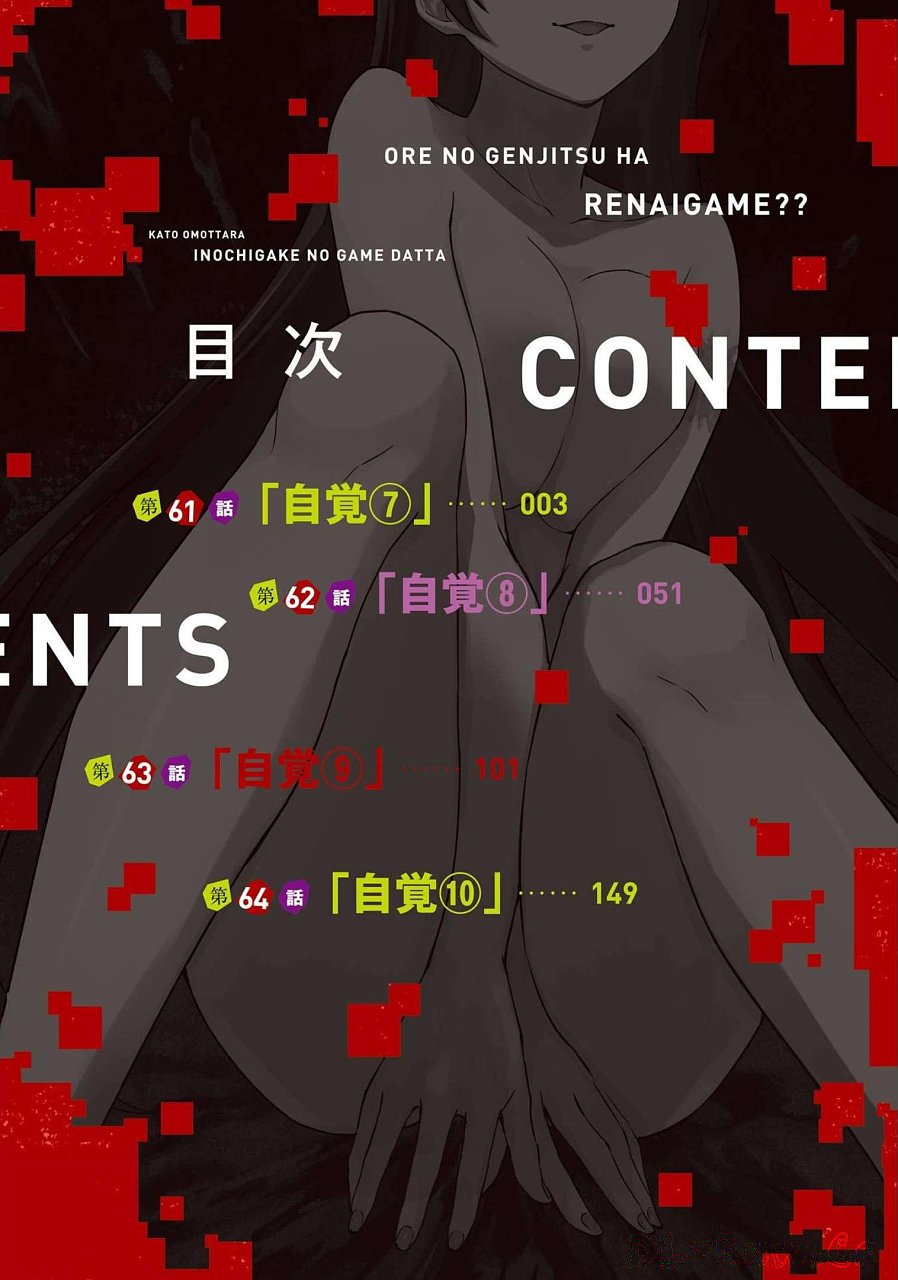 ORE NO GENJITSU HA
RENAIGAME??
KATO OMOTTARA
INOCHIGAKE NO GAME DATTA
目次
CONTE
ENTS
第61話「自覚⑦」⋯⋯003
第62話「自覚⑧」⋯⋯051
第63話「自覚⑨」⋯⋯101
第64話「自覚⑩」⋯⋯149